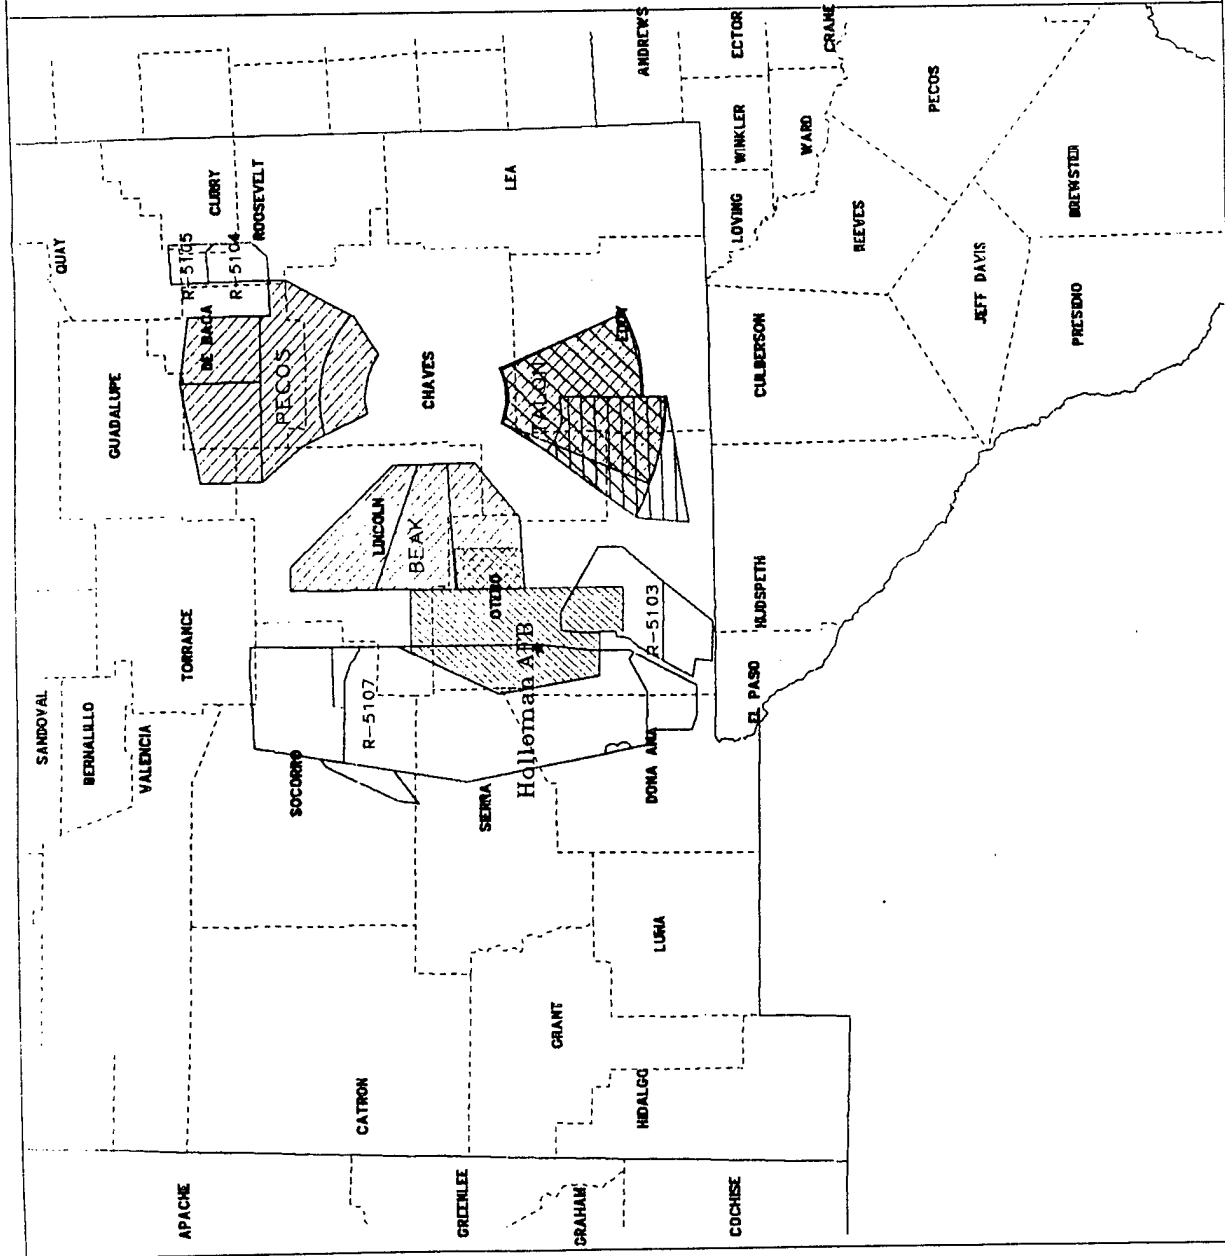 SANDOVAL
QUAY
BERNALILLO
GUADALUPE
VALENCIA
APACHE
TORRANCE
R-5105
DE BACA
CURRY
R-5104
ROOSEVELT
PECOS
SOCORRO
CATRON
R-5107
LINCOLN
BEAK
CHAVES
GREENLEE
SIERRA
OTERO
LEA
Holloman AFB
TALON
GRANT
GRAHAM
EDDY
HIDALGO
DONA ANA
R-5103
ANDREWS
LUNA
COCHISE
EL PASO
HUDSPETH
CULBERSON
LOVING
WINKLER
ECTOR
WARD
CRANE
REEVES
PECOS
JEFF DAVIS
PRESIDIO
BREWSTER